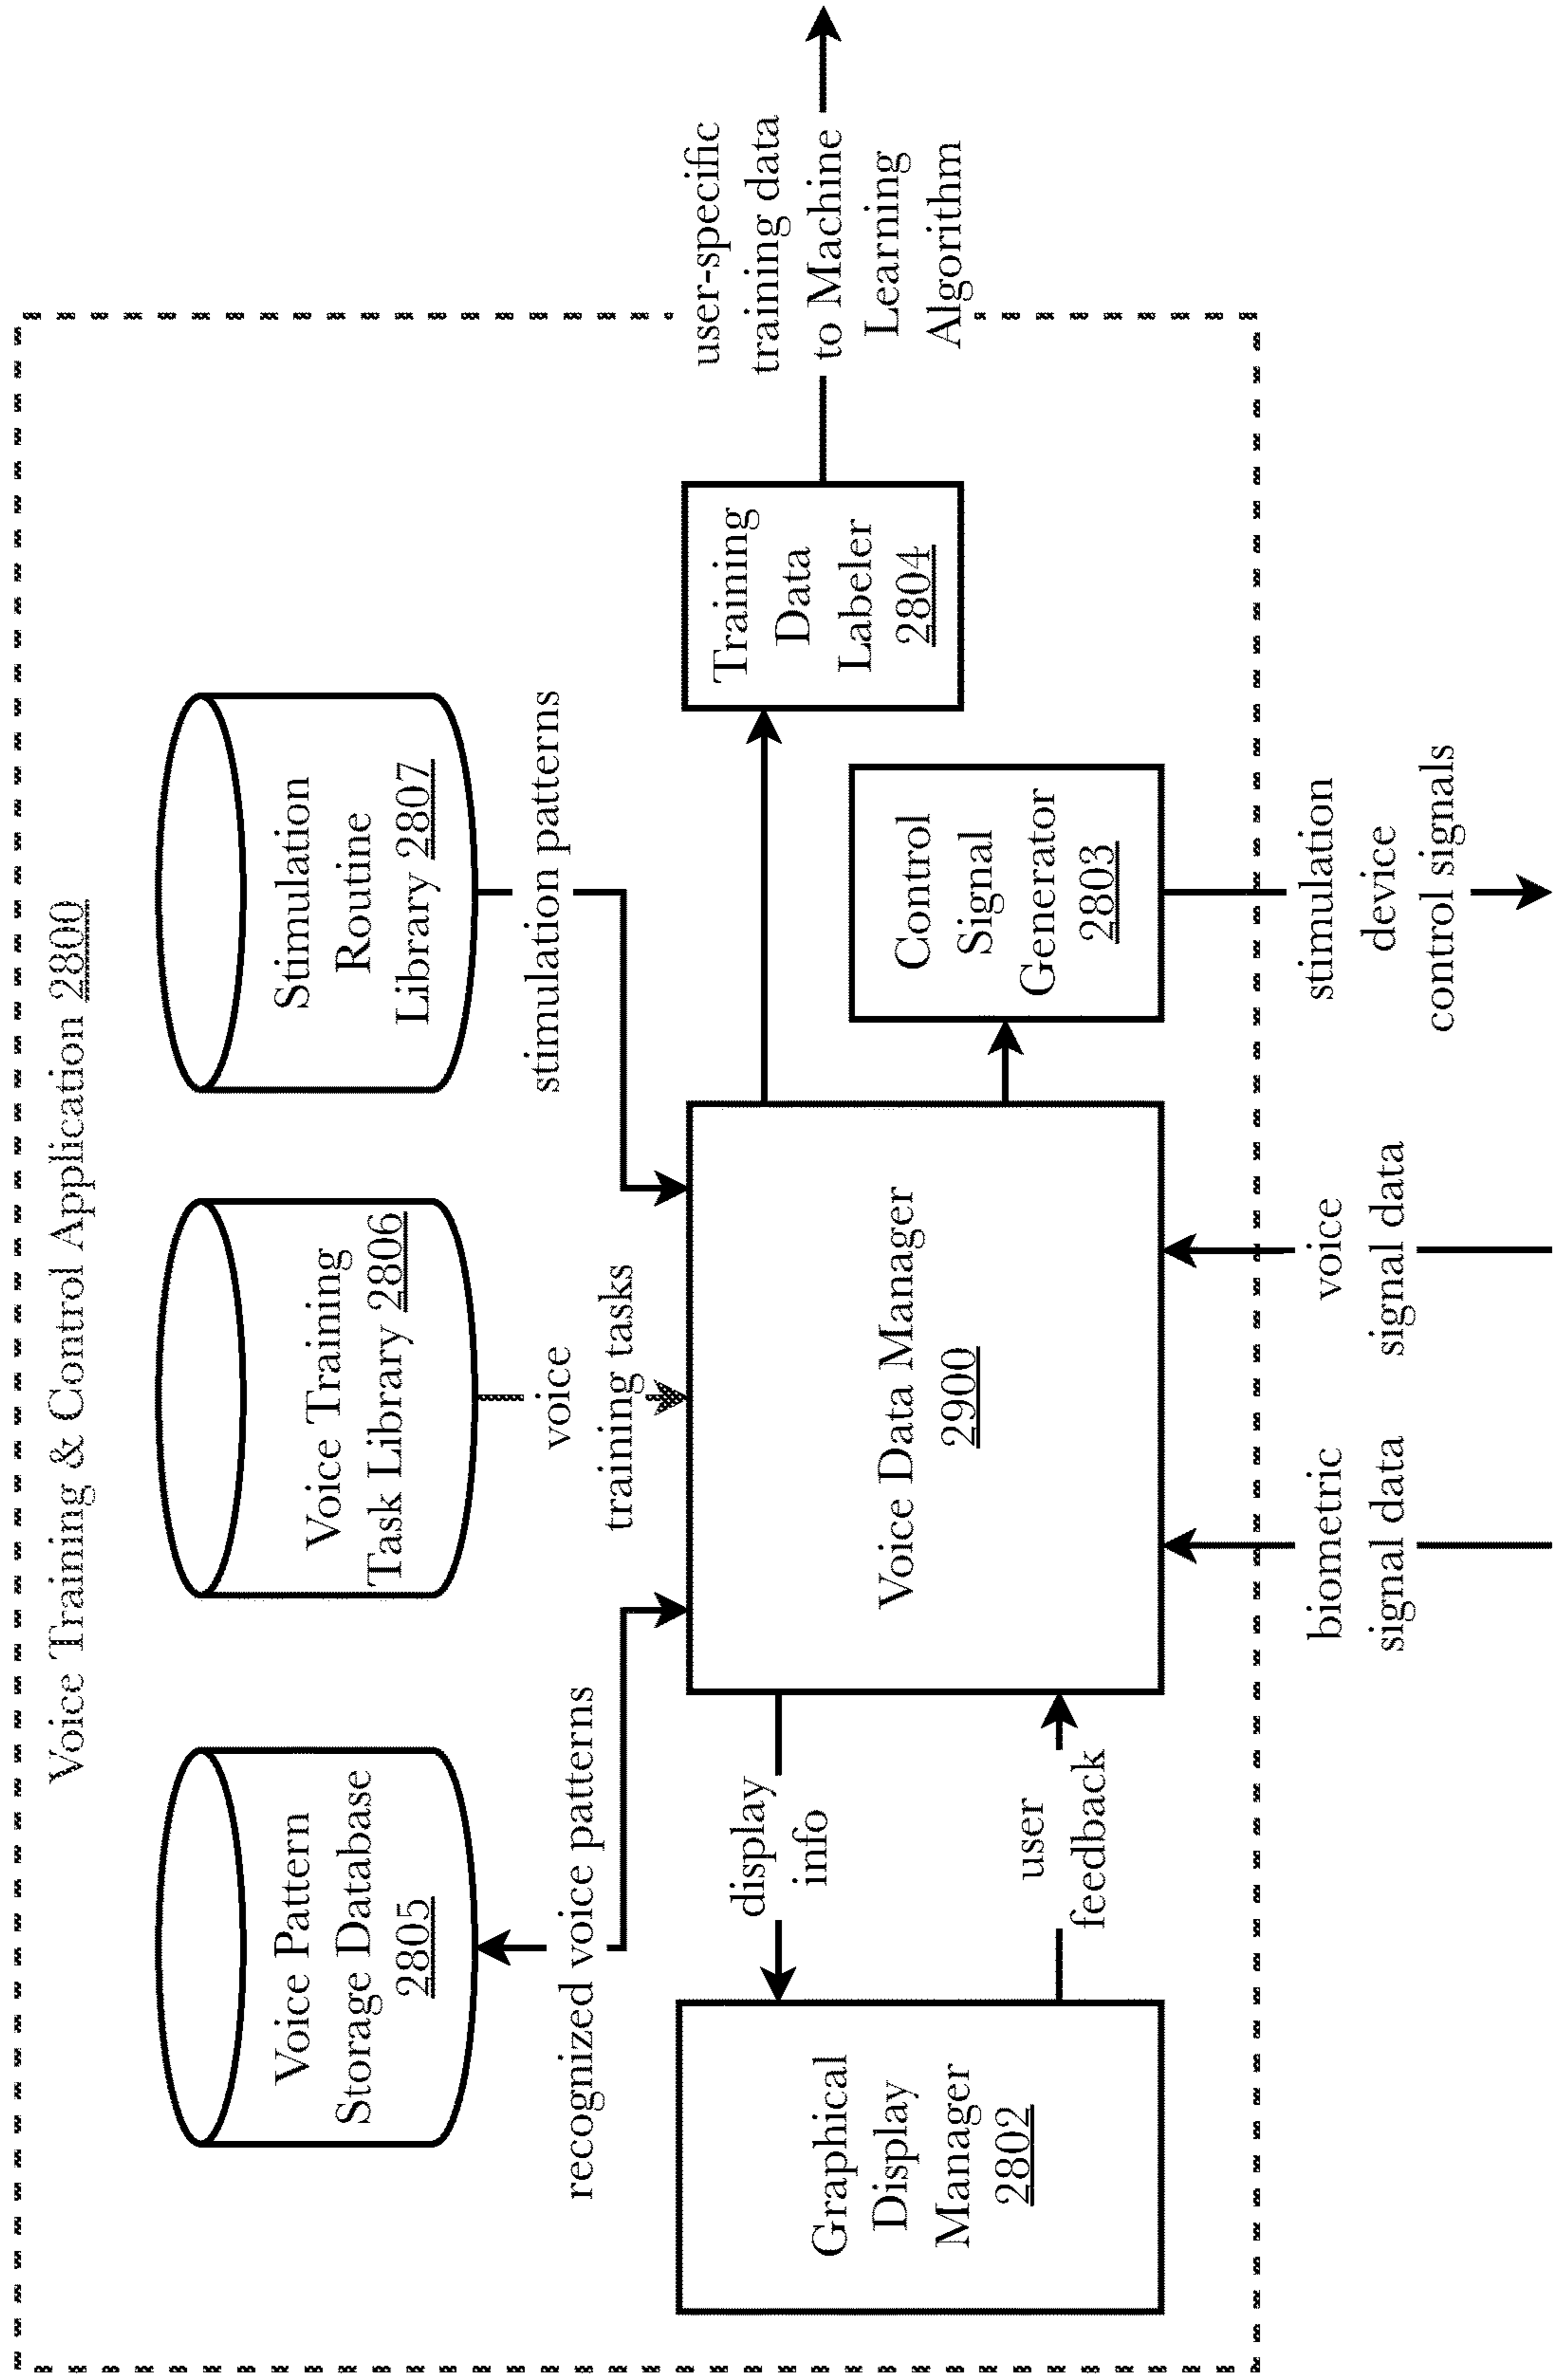 Voice Training & Control Application 2800
Voice Pattern
Storage Database
2805
Voice Training
Task Library 2806
Stimulation
Routine
Library 2807
recognized voice patterns
voice
training tasks
stimulation patterns
Graphical
Display
Manager
2802
display
info
user
feedback
Voice Data Manager
2900
Control
Signal
Generator
2803
Training
Data
Labeler
2804
user-specific
training data
to Machine
Learning
Algorithm
biometric
signal data
voice
signal data
stimulation
device
control signals